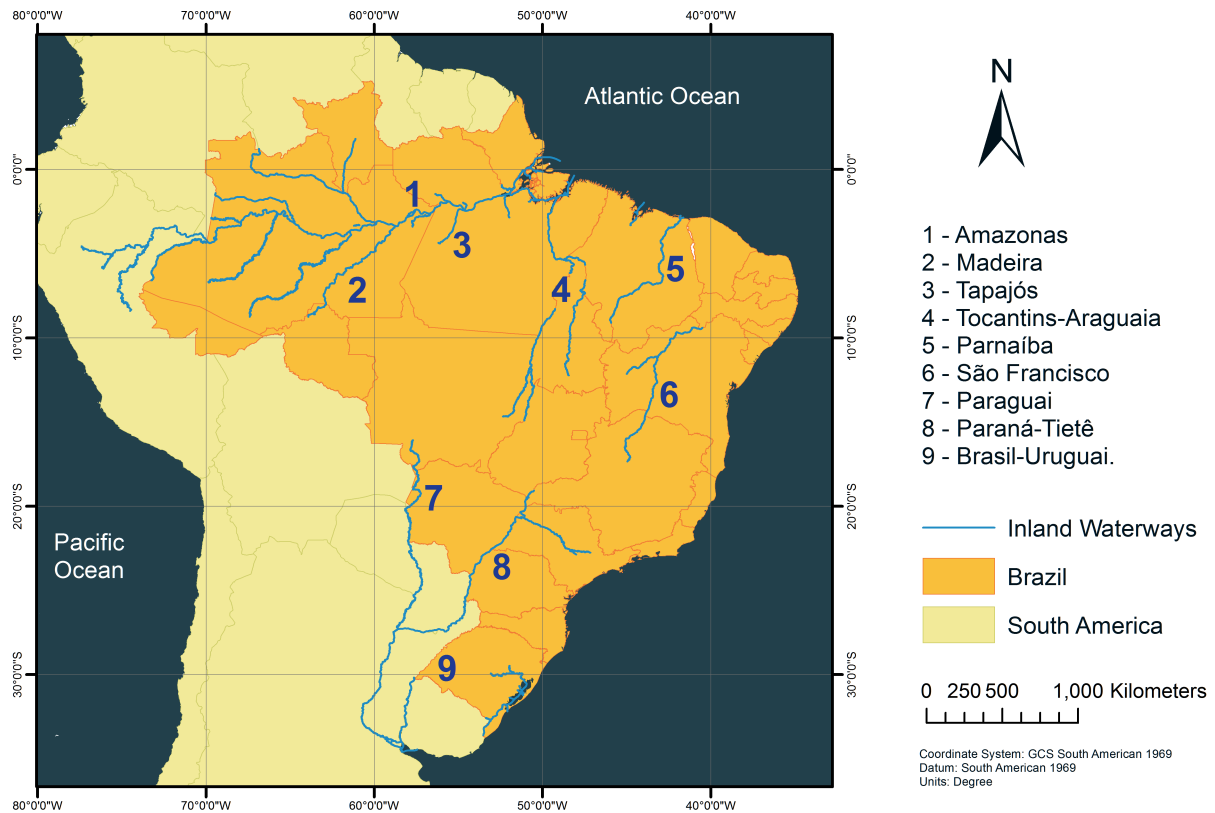 80°0'0"W 70°0'0"W 60°0'0"W 50°0'0"W 40°0'0"W
Atlantic Ocean
N
0°0'0" 0°0'0"
1
3
2
4
5
6
10°0'0"S 10°0'0"S
7
20°0'0"S 20°0'0"S
Pacific
Ocean
8
9
30°0'0"S 30°0'0"S
80°0'0"W 70°0'0"W 60°0'0"W 50°0'0"W 40°0'0"W
1 - Amazonas
2 - Madeira
3 - Tapajós
4 - Tocantins-Araguaia
5 - Parnaíba
6 - São Francisco
7 - Paraguai
8 - Paraná-Tietê
9 - Brasil-Uruguai.
Inland Waterways
Brazil
South America
0 250 500 1,000 Kilometers
Coordinate System: GCS South American 1969
Datum: South American 1969
Units: Degree